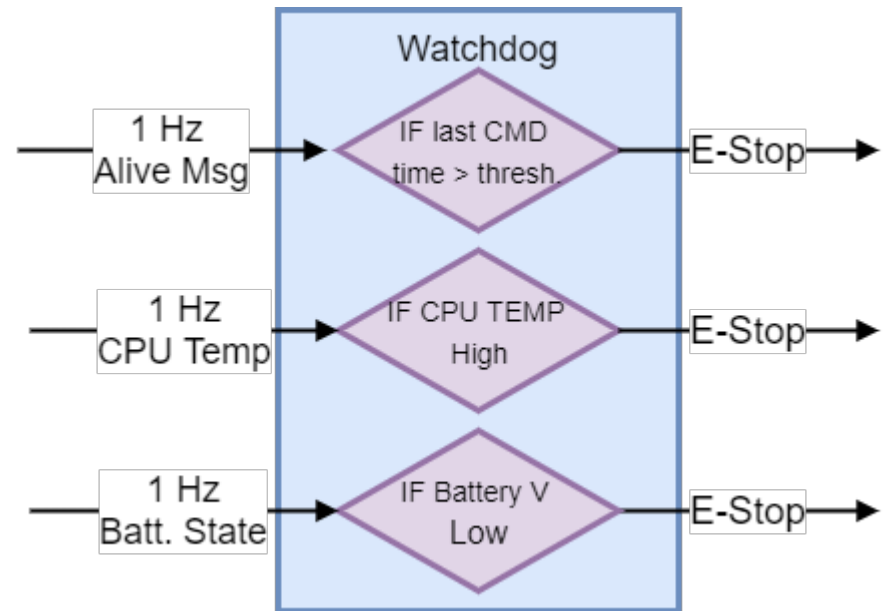 Watchdog
1 Hz
Alive Msg
IF last CMD
time > thresh.
E-Stop
1 Hz
CPU Temp
IF CPU TEMP
High
E-Stop
1 Hz
Batt. State
IF Battery V
Low
E-Stop